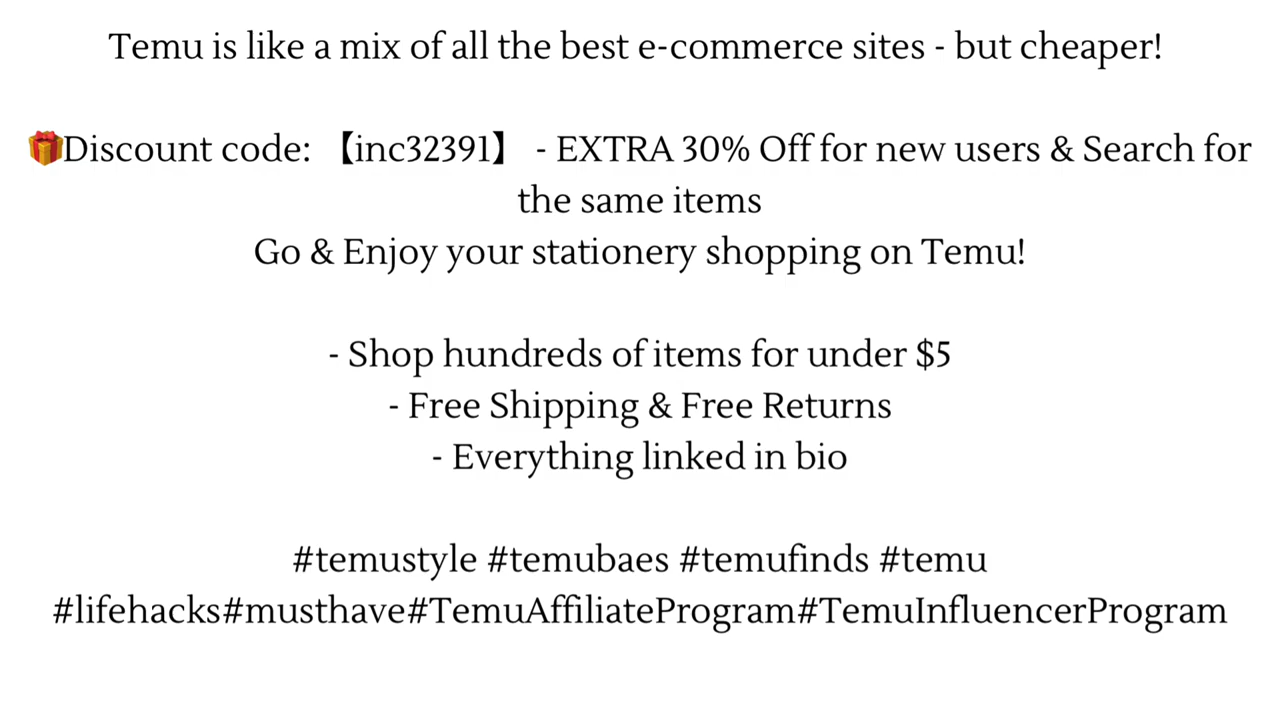 Temu is like a mix of all the best e-commerce sites - but cheaper!
🎁Discount code: 【inc32391】 - EXTRA 30% Off for new users & Search for
the same items
Go & Enjoy your stationery shopping on Temu!
- Shop hundreds of items for under $5
- Free Shipping & Free Returns
- Everything linked in bio
#temustyle #temubaes #temufinds #temu
#lifehacks#musthave#TemuAffiliateProgram#TemuInfluencerProgram